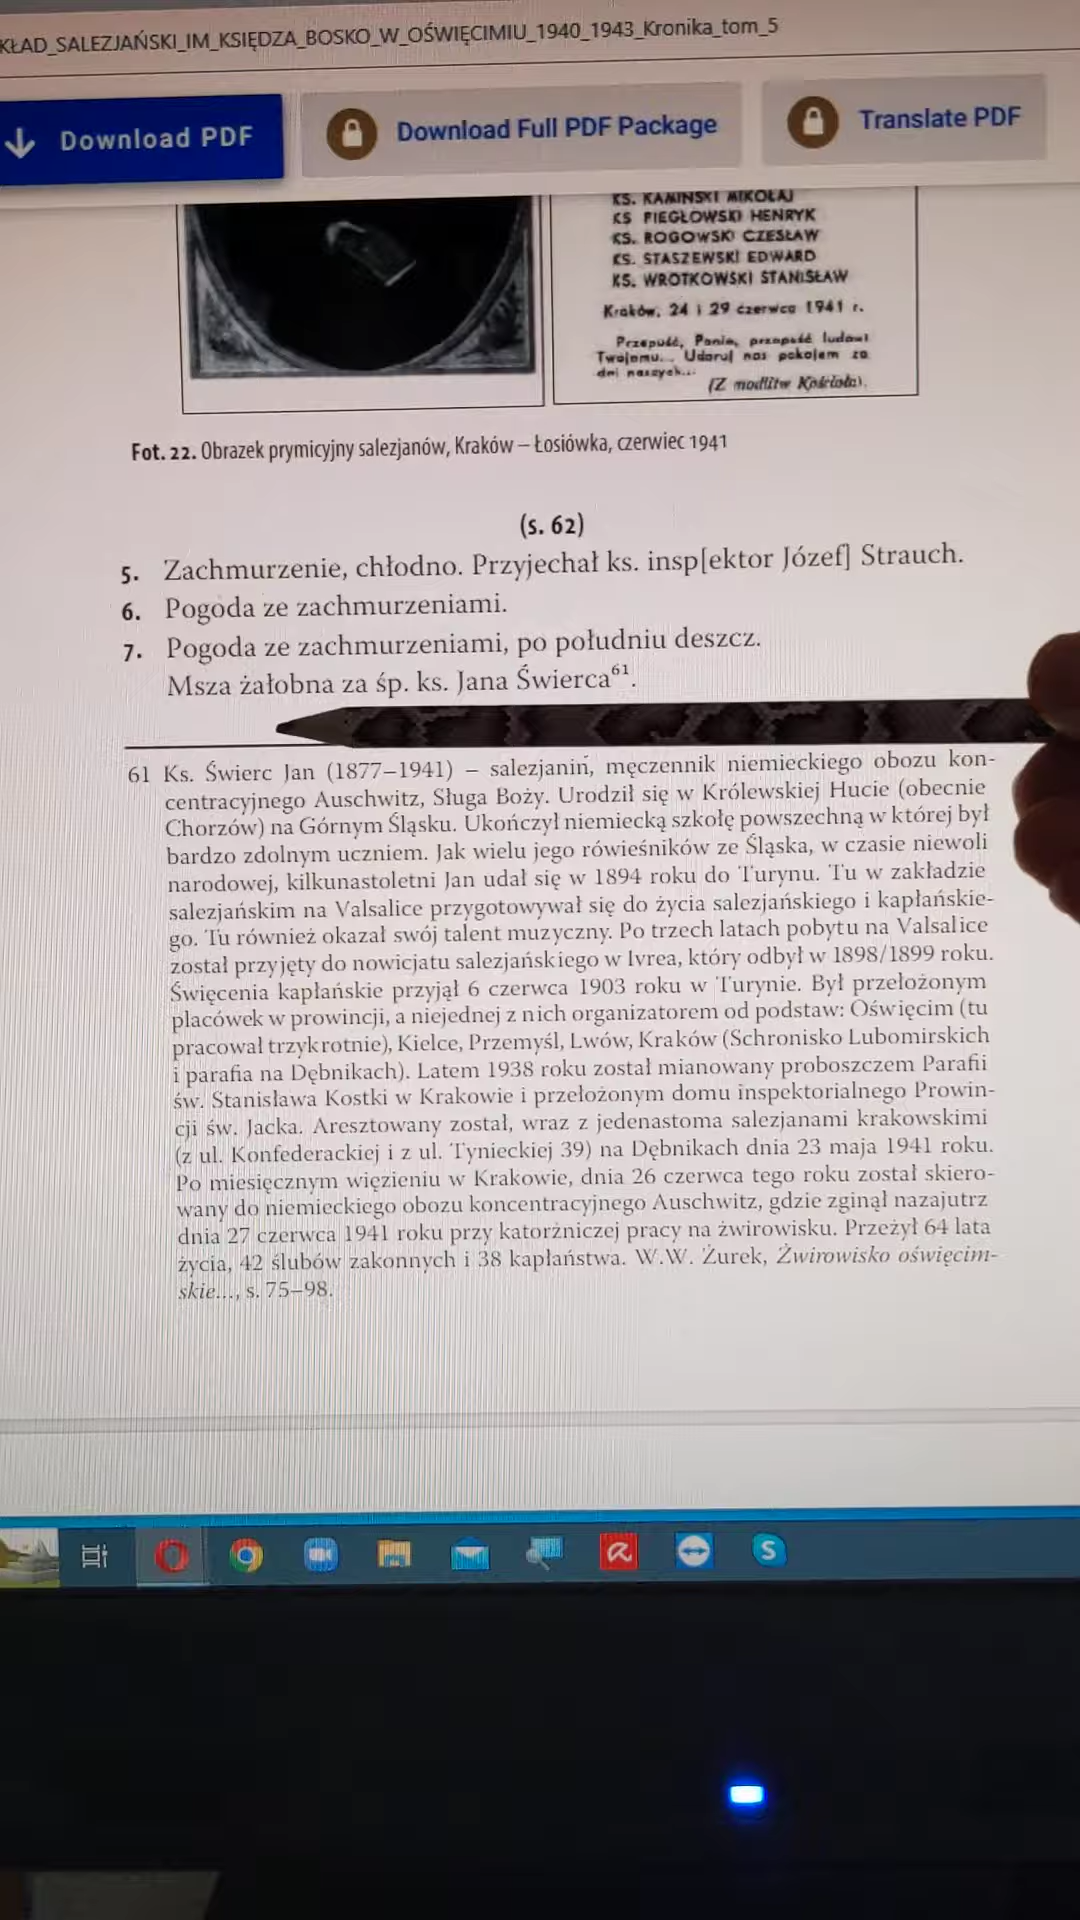 KŁAD_SALEZJAŃSKI_IM_KSIĘDZA_BOSKO_W_OŚWIĘCIMIU_1940_1943_Kronika_tom_5
Download PDF
Download Full PDF Package
Translate PDF
KS. KAMIŃSKI MIKOŁAJ
KS PIEGŁOWSKI HENRYK
KS. ROGOWSKI CZESŁAW
KS. STASZEWSKI EDWARD
KS. WROTKOWSKI STANISŁAW
Kraków, 24 i 29 czerwca 1941 r.
Przepuść, Panie, przepuść ludowi
Twojemu... Udaruj nas pokojem za
dni naszych...
(Z modlitw Kościoła).
Fot. 22. Obrazek prymicyjny salezjanów, Kraków – Łosiówka, czerwiec 1941
(s. 62)
5. Zachmurzenie, chłodno. Przyjechał ks. insp[ektor Józef] Strauch.
6. Pogoda ze zachmurzeniami.
7. Pogoda ze zachmurzeniami, po południu deszcz.
Msza żałobna za śp. ks. Jana Świerca61.
61 Ks. Świerc Jan (1877–1941) – salezjanin, męczennik niemieckiego obozu kon-
centracyjnego Auschwitz, Sługa Boży. Urodził się w Królewskiej Hucie (obecnie
Chorzów) na Górnym Śląsku. Ukończył niemiecką szkołę powszechną w której był
bardzo zdolnym uczniem. Jak wielu jego rówieśników ze Śląska, w czasie niewoli
narodowej, kilkunastoletni Jan udał się w 1894 roku do Turynu. Tu w zakładzie
salezjańskim na Valsalice przygotowywał się do życia salezjańskiego i kapłańskie-
go. Tu również okazał swój talent muzyczny. Po trzech latach pobytu na Valsalice
został przyjęty do nowicjatu salezjańskiego w Ivrea, który odbył w 1898/1899 roku.
Święcenia kapłańskie przyjął 6 czerwca 1903 roku w Turynie. Był przełożonym
placówek w prowincji, a niejednej z nich organizatorem od podstaw: Oświęcim (tu
pracował trzykrotnie), Kielce, Przemyśl, Lwów, Kraków (Schronisko Lubomirskich
i parafia na Dębnikach). Latem 1938 roku został mianowany proboszczem Parafii
św. Stanisława Kostki w Krakowie i przełożonym domu inspektorialnego Prowin-
cji św. Jacka. Aresztowany został, wraz z jedenastoma salezjanami krakowskimi
(z ul. Konfederackiej i z ul. Tynieckiej 39) na Dębnikach dnia 23 maja 1941 roku.
Po miesięcznym więzieniu w Krakowie, dnia 26 czerwca tego roku został skiero-
wany do niemieckiego obozu koncentracyjnego Auschwitz, gdzie zginął nazajutrz
dnia 27 czerwca 1941 roku przy katorżniczej pracy na żwirowisku. Przeżył 64 lata
życia, 42 ślubów zakonnych i 38 kapłaństwa. W.W. Żurek, Żwirowisko oświęcim-
skie..., s. 75–98.